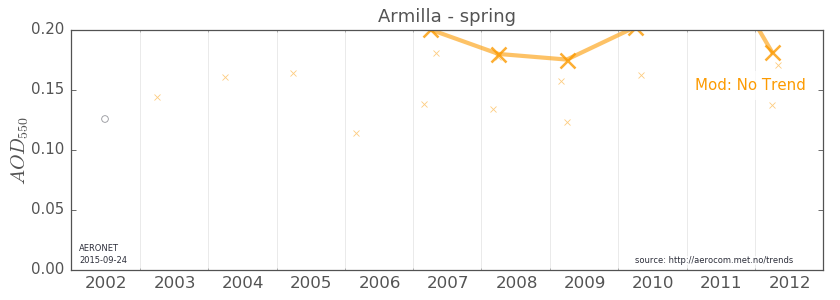 Armilla - spring
0.20
0.15
0.10
0.05
0.00
AOD550
Mod: No Trend
AERONET
2015-09-24
source: http://aerocom.met.no/trends
2002 2003 2004 2005 2006 2007 2008 2009 2010 2011 2012